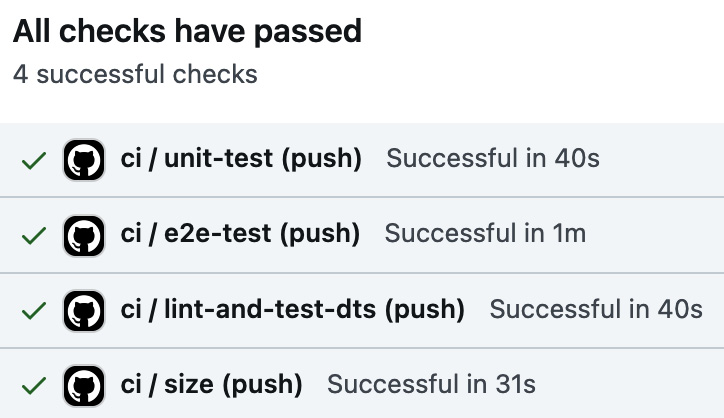 All checks have passed
4 successful checks
ci / unit-test (push) Successful in 40s
ci / e2e-test (push) Successful in 1m
ci / lint-and-test-dts (push) Successful in 40s
ci / size (push) Successful in 31s